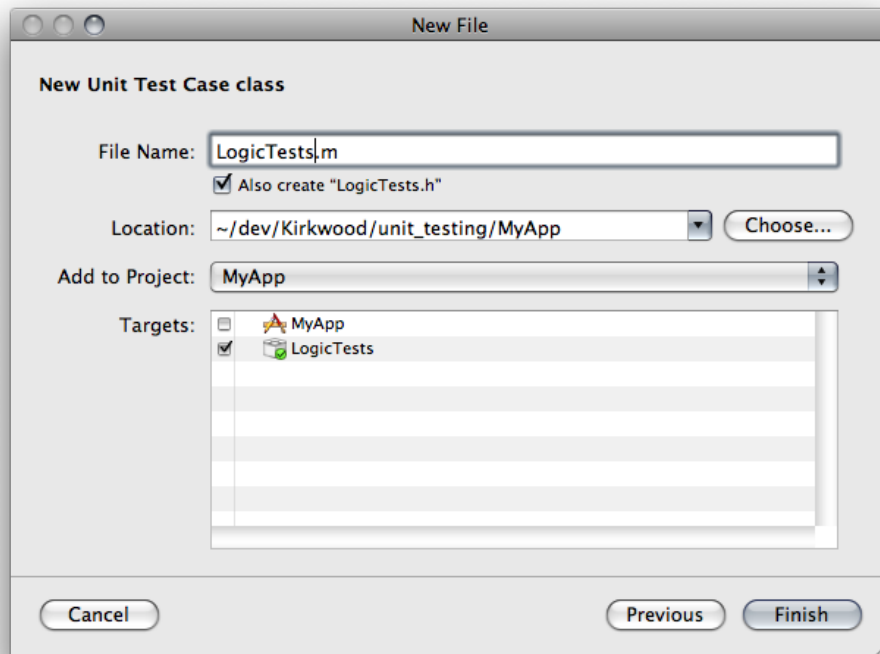 New File
New Unit Test Case class
File Name: LogicTests.m
Also create "LogicTests.h"
Location: ~/dev/Kirkwood/unit_testing/MyApp Choose...
Add to Project: MyApp
Targets: MyApp
LogicTests
Cancel Previous Finish